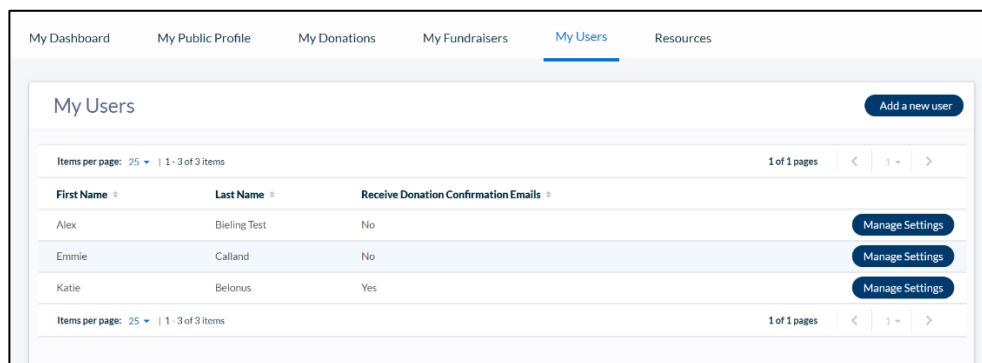 My Dashboard My Public Profile My Donations My Fundraisers My Users Resources
My Users Add a new user
Items per page: 25 | 1 - 3 of 3 items 1 of 1 pages 1
First Name Last Name Receive Donation Confirmation Emails
Alex Bieling Test No Manage Settings
Emmie Calland No Manage Settings
Katie Belonus Yes Manage Settings
Items per page: 25 | 1 - 3 of 3 items 1 of 1 pages 1